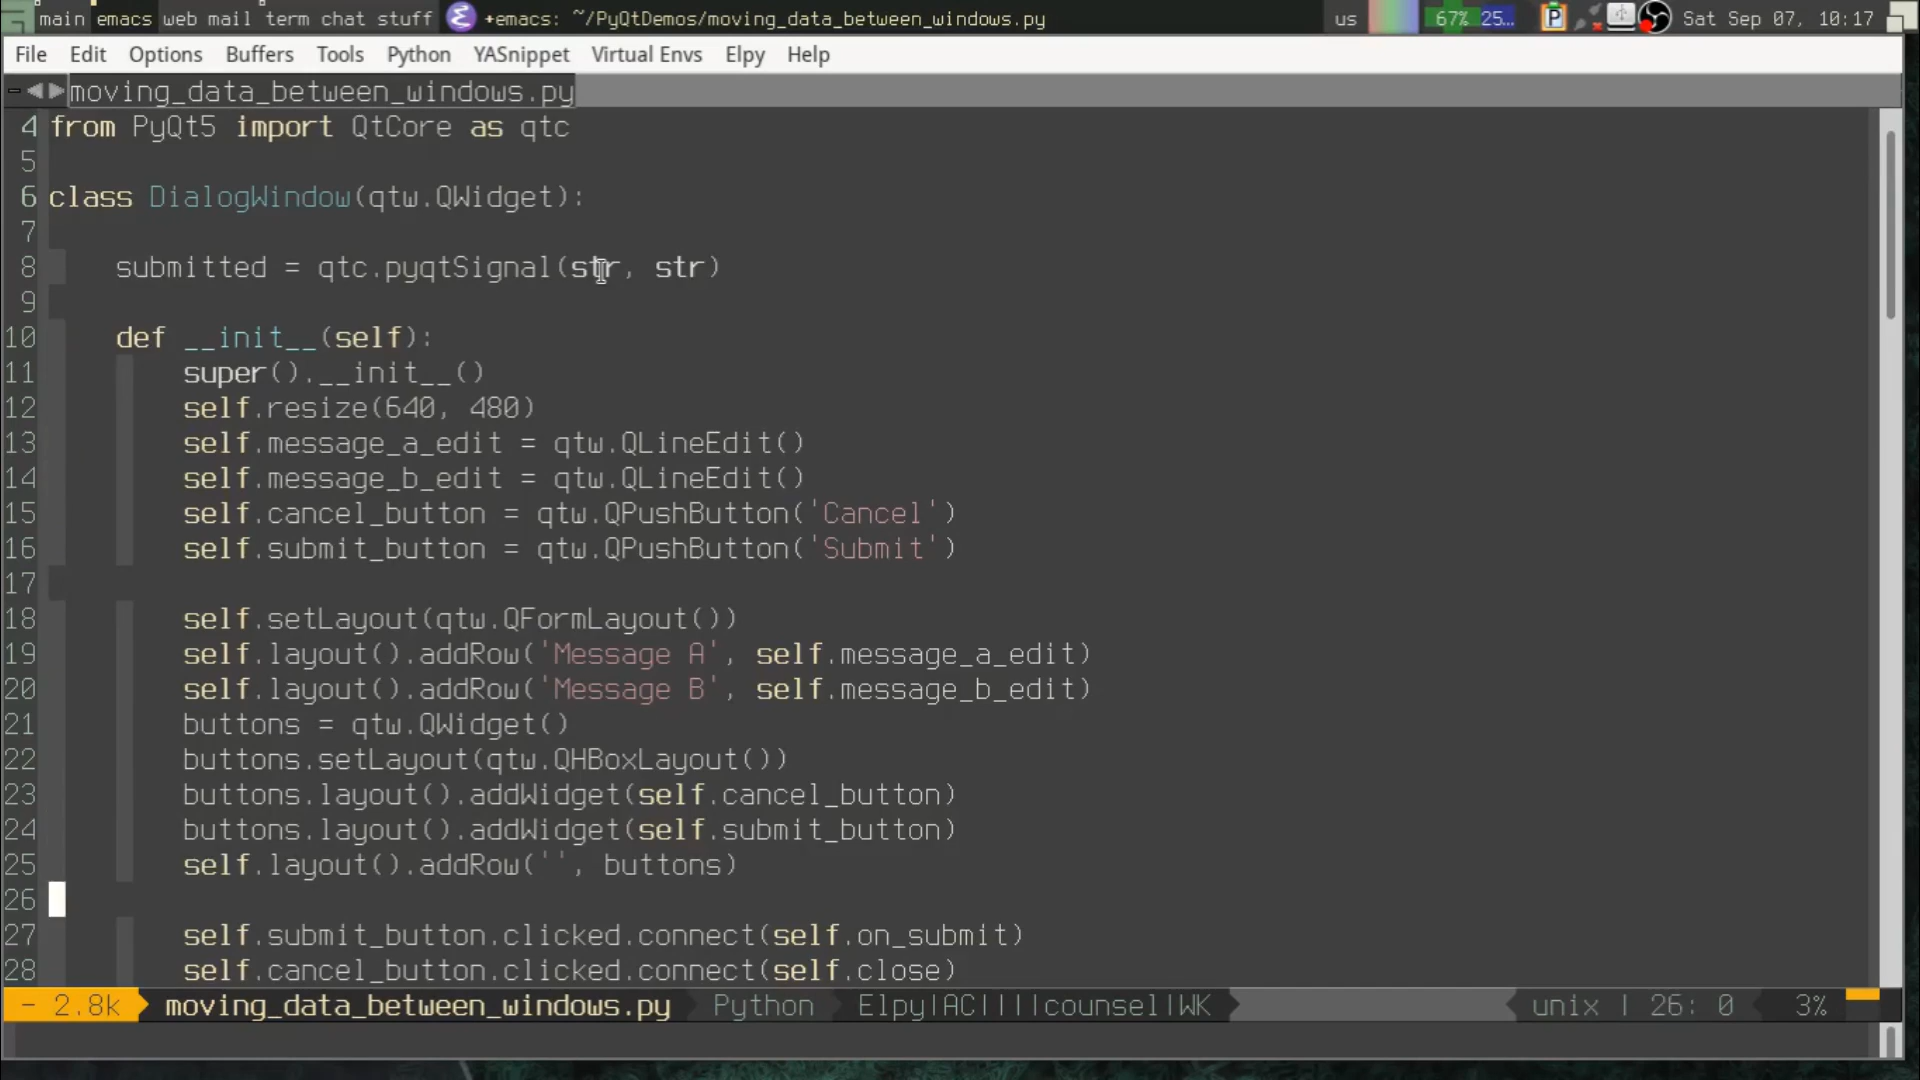 main emacs web mail term chat stuff +emacs: ~/PyQtDemos/moving_data_between_windows.py us 67% 25... P Sat Sep 07, 10:17
File Edit Options Buffers Tools Python YASnippet Virtual Envs Elpy Help
moving_data_between_windows.py
4 from PyQt5 import QtCore as qtc
5
6 class DialogWindow(qtw.QWidget):
7
8     submitted = qtc.pyqtSignal(str, str)
9
10     def __init__(self):
11         super().__init__()
12         self.resize(640, 480)
13         self.message_a_edit = qtw.QLineEdit()
14         self.message_b_edit = qtw.QLineEdit()
15         self.cancel_button = qtw.QPushButton('Cancel')
16         self.submit_button = qtw.QPushButton('Submit')
17
18         self.setLayout(qtw.QFormLayout())
19         self.layout().addRow('Message A', self.message_a_edit)
20         self.layout().addRow('Message B', self.message_b_edit)
21         buttons = qtw.QWidget()
22         buttons.setLayout(qtw.QHBoxLayout())
23         buttons.layout().addWidget(self.cancel_button)
24         buttons.layout().addWidget(self.submit_button)
25         self.layout().addRow('', buttons)
26
27         self.submit_button.clicked.connect(self.on_submit)
28         self.cancel_button.clicked.connect(self.close)
- 2.8k moving_data_between_windows.py Python Elpy|AC||||counsel|WK unix | 26: 0 3%